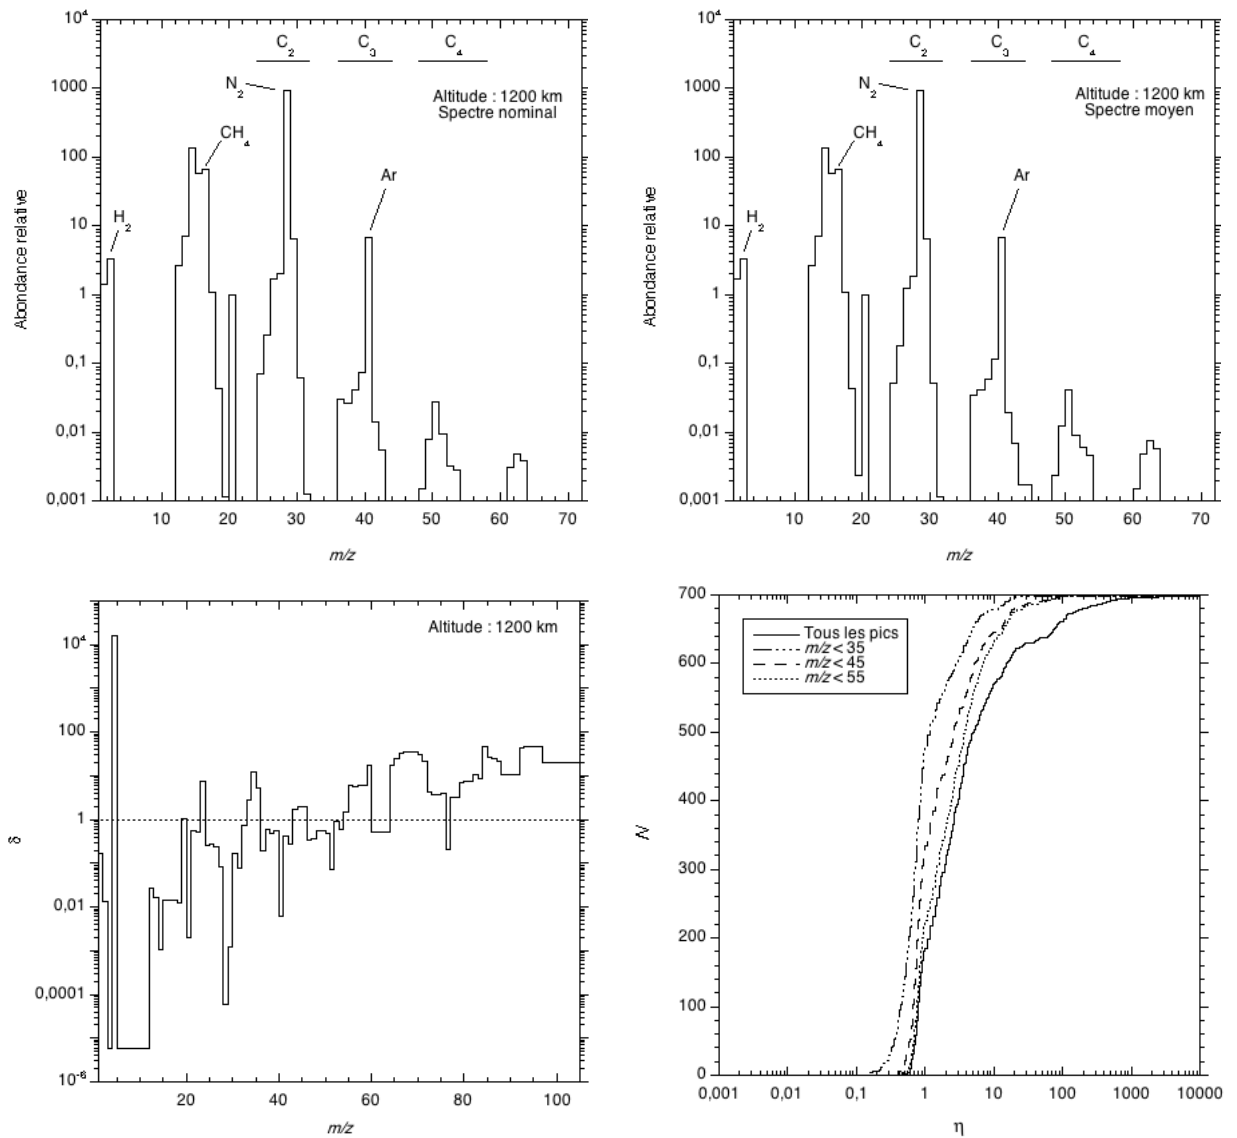 10⁴
1000
100
10
1
0,1
0,01
0,001
C₂
C₃
C₄
N₂
Altitude : 1200 km
Spectre nominal
CH₄
Ar
H₂
Abondance relative
10
20
30
40
50
60
70
m/z
10⁴
1000
100
10
1
0,1
0,01
0,001
C₂
C₃
C₄
N₂
Altitude : 1200 km
Spectre moyen
CH₄
Ar
H₂
Abondance relative
10
20
30
40
50
60
70
m/z
10⁴
100
1
0,01
0,0001
10⁻⁶
Altitude : 1200 km
δ
20
40
60
80
100
m/z
700
600
500
400
300
200
100
0
Tous les pics
m/z < 35
m/z < 45
m/z < 55
N
0,001
0,01
0,1
1
10
100
1000
10000
η